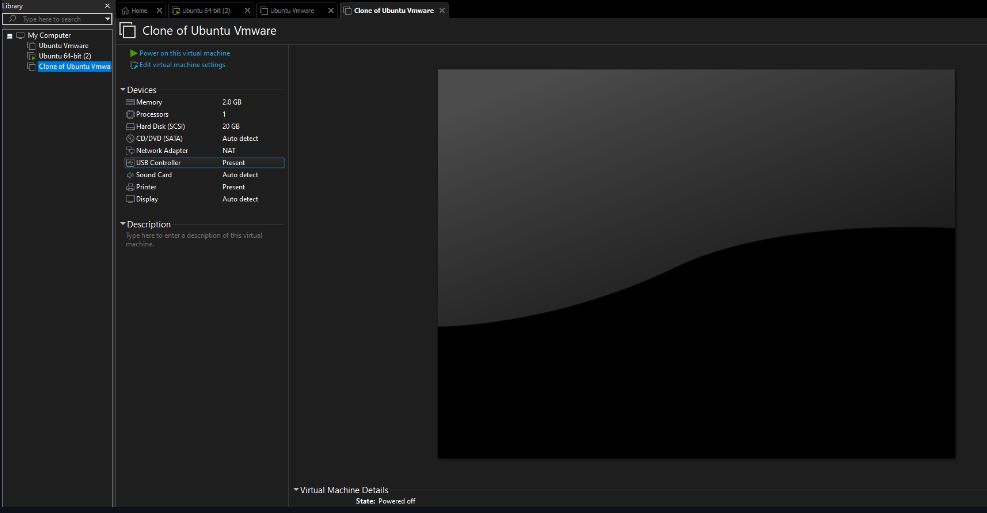 Library
Type here to search
My Computer
Ubuntu Vmware
Ubuntu 64-bit (2)
Clone of Ubuntu Vmwa
Home
Ubuntu 64-bit (2)
Ubuntu Vmware
Clone of Ubuntu Vmware
Clone of Ubuntu Vmware
Power on this virtual machine
Edit virtual machine settings
Devices
Memory 2.0 GB
Processors 1
Hard Disk (SCSI) 20 GB
CD/DVD (SATA) Auto detect
Network Adapter NAT
USB Controller Present
Sound Card Auto detect
Printer Present
Display Auto detect
Description
Type here to enter a description of this virtual
machine.
Virtual Machine Details
State: Powered off